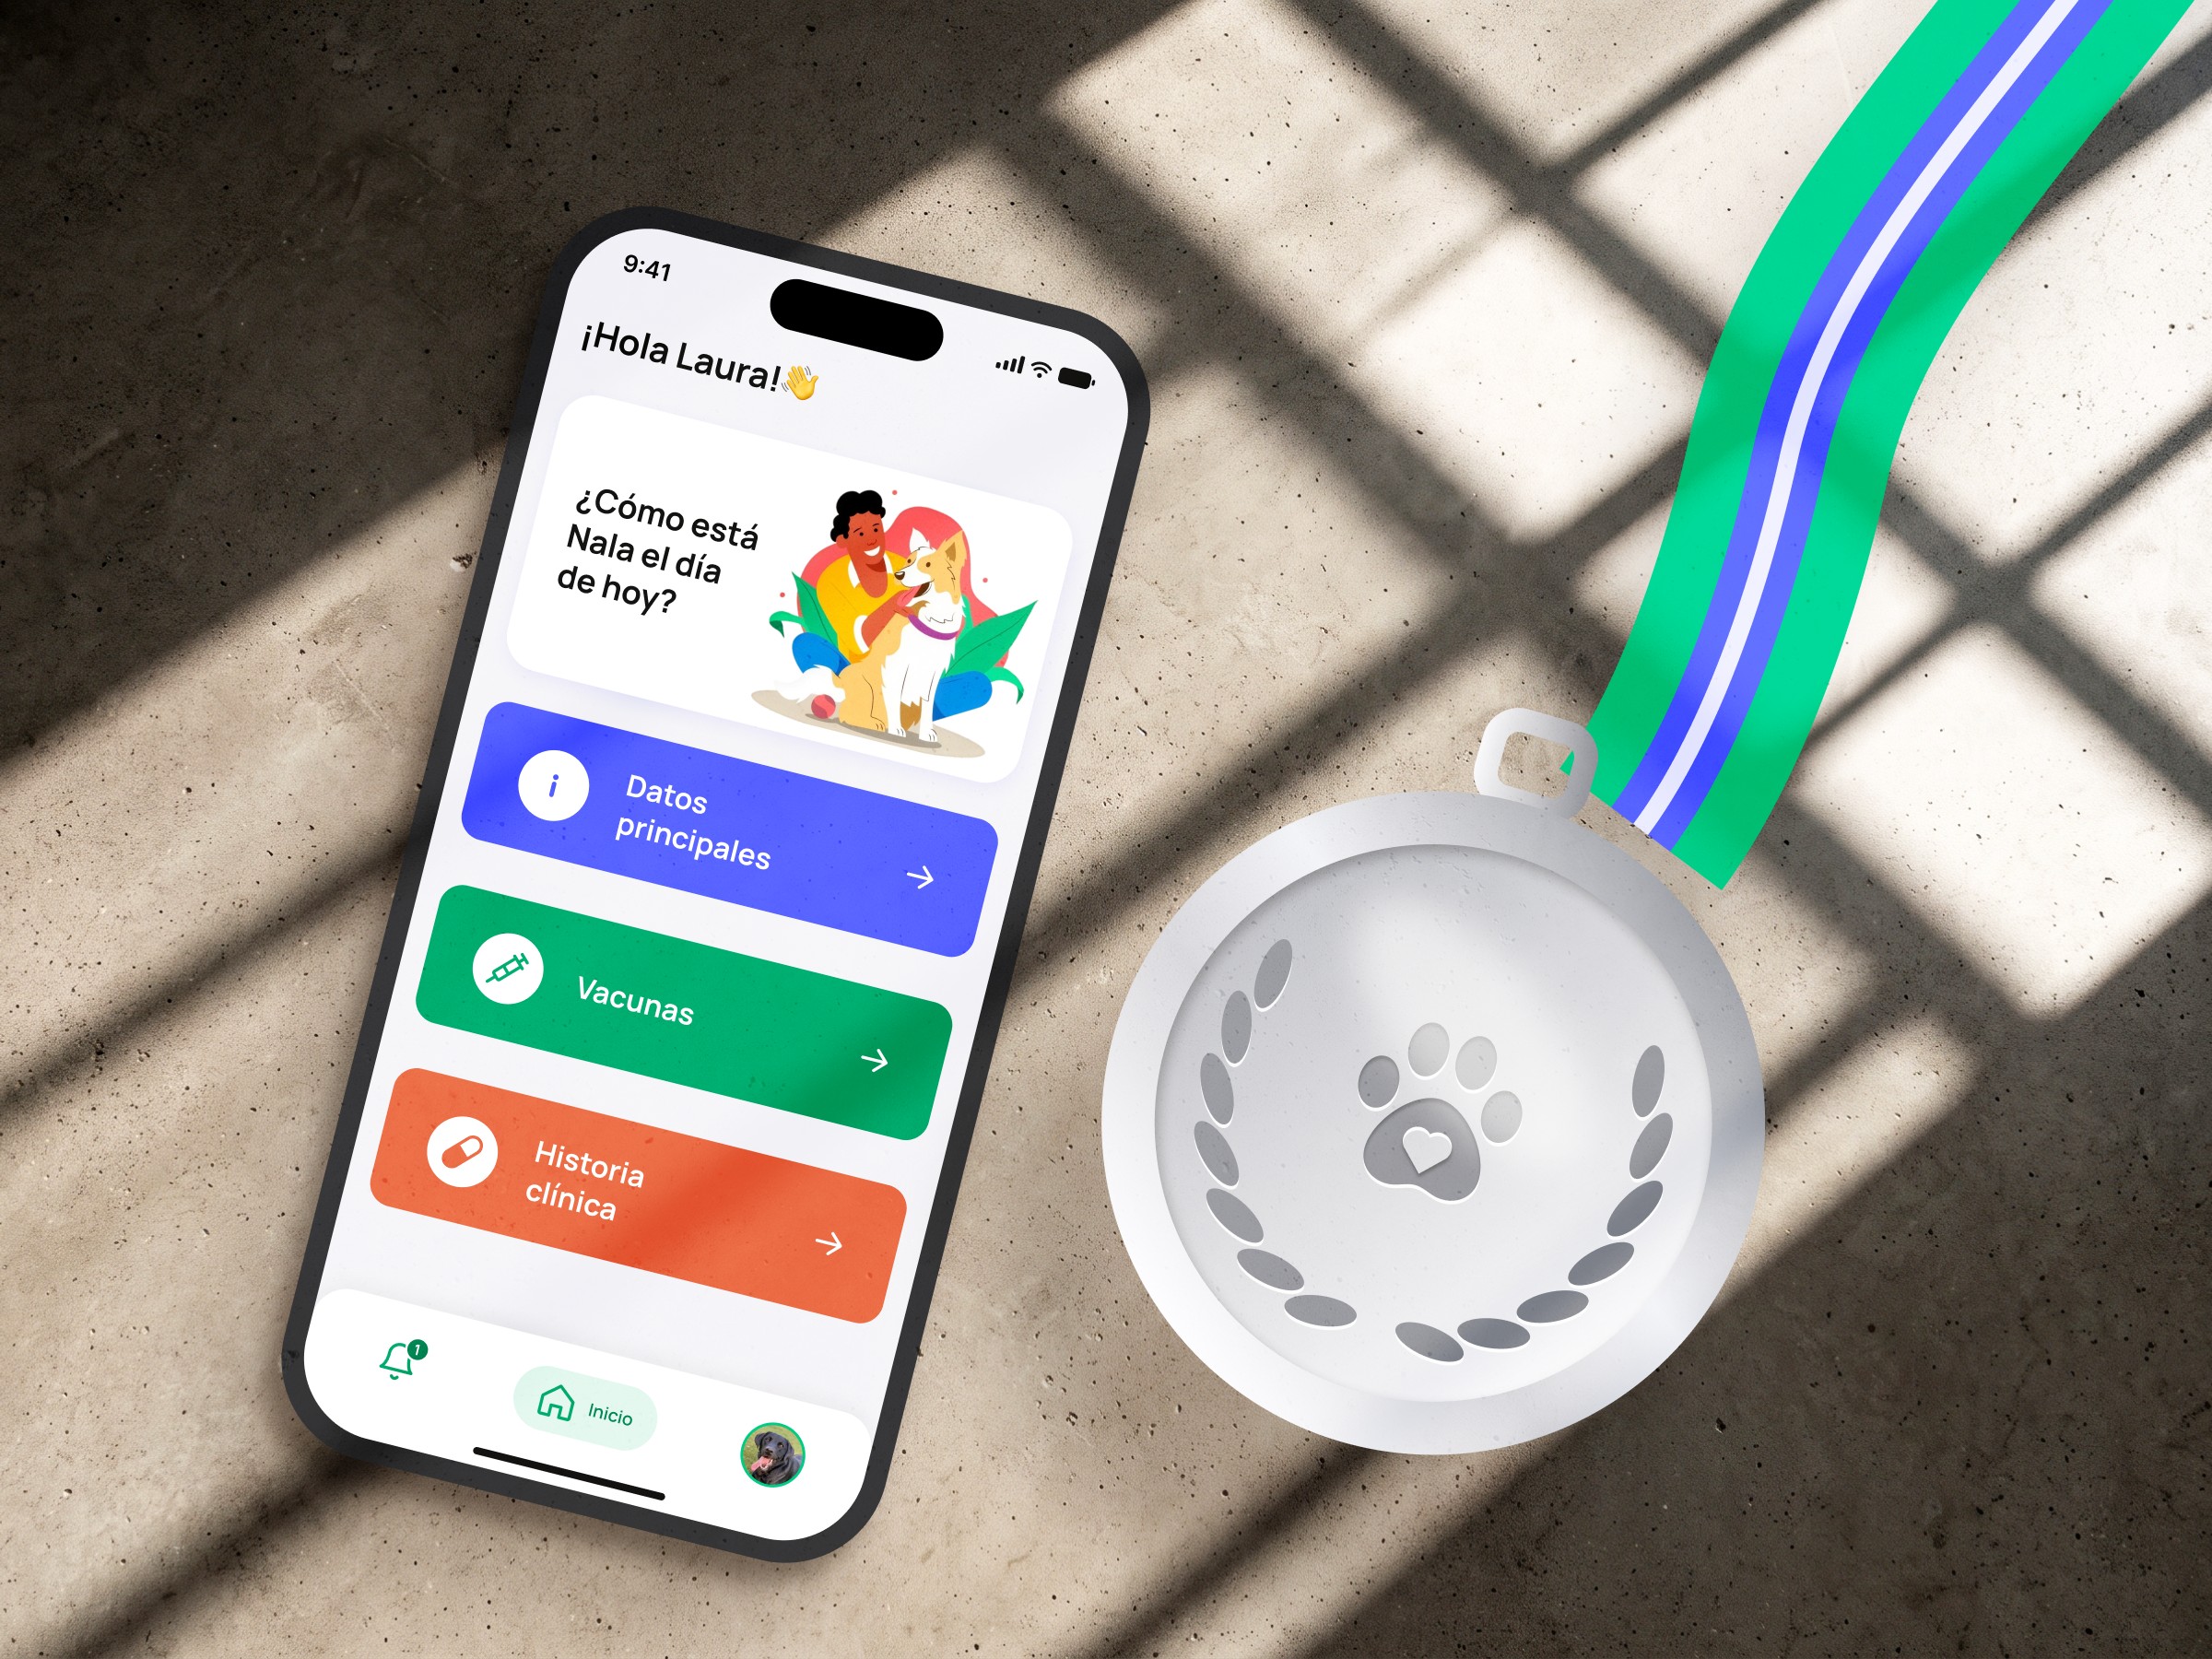 9:41
¡Hola Laura!👋
¿Cómo está
Nala el día
de hoy?
i
Datos
principales
Vacunas
Historia
clínica
1
Inicio